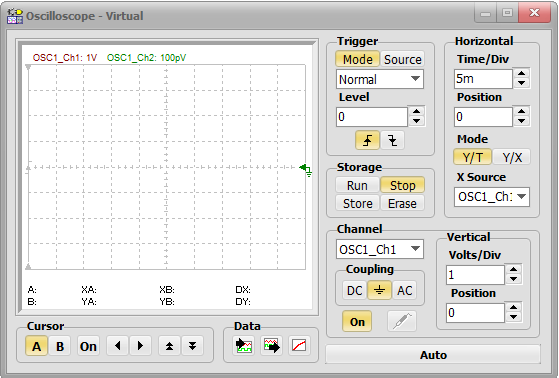 Oscilloscope - Virtual
OSC1_Ch1: 1V OSC1_Ch2: 100pV
A: XA: XB: DX:
B: YA: YB: DY:
Cursor
A B On
Data
Trigger
Mode Source
Normal
Level
0
Storage
Run Stop
Store Erase
Horizontal
Time/Div
5m
Position
0
Mode
Y/T Y/X
X Source
OSC1_Ch:
Channel
OSC1_Ch1
Coupling
DC AC
On
Vertical
Volts/Div
1
Position
0
Auto